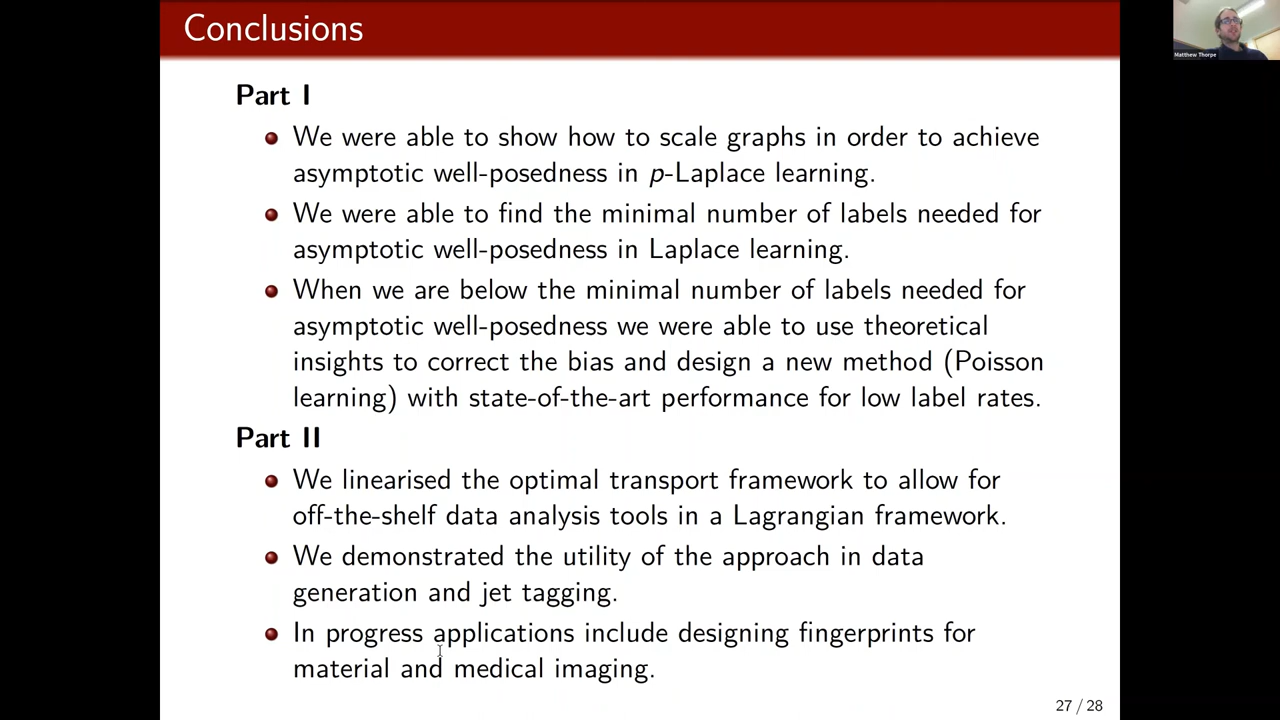 Conclusions
Matthew Thorpe
Part I
We were able to show how to scale graphs in order to achieve
asymptotic well-posedness in p-Laplace learning.
We were able to find the minimal number of labels needed for
asymptotic well-posedness in Laplace learning.
When we are below the minimal number of labels needed for
asymptotic well-posedness we were able to use theoretical
insights to correct the bias and design a new method (Poisson
learning) with state-of-the-art performance for low label rates.
Part II
We linearised the optimal transport framework to allow for
off-the-shelf data analysis tools in a Lagrangian framework.
We demonstrated the utility of the approach in data
generation and jet tagging.
In progress applications include designing fingerprints for
material and medical imaging.
27 / 28